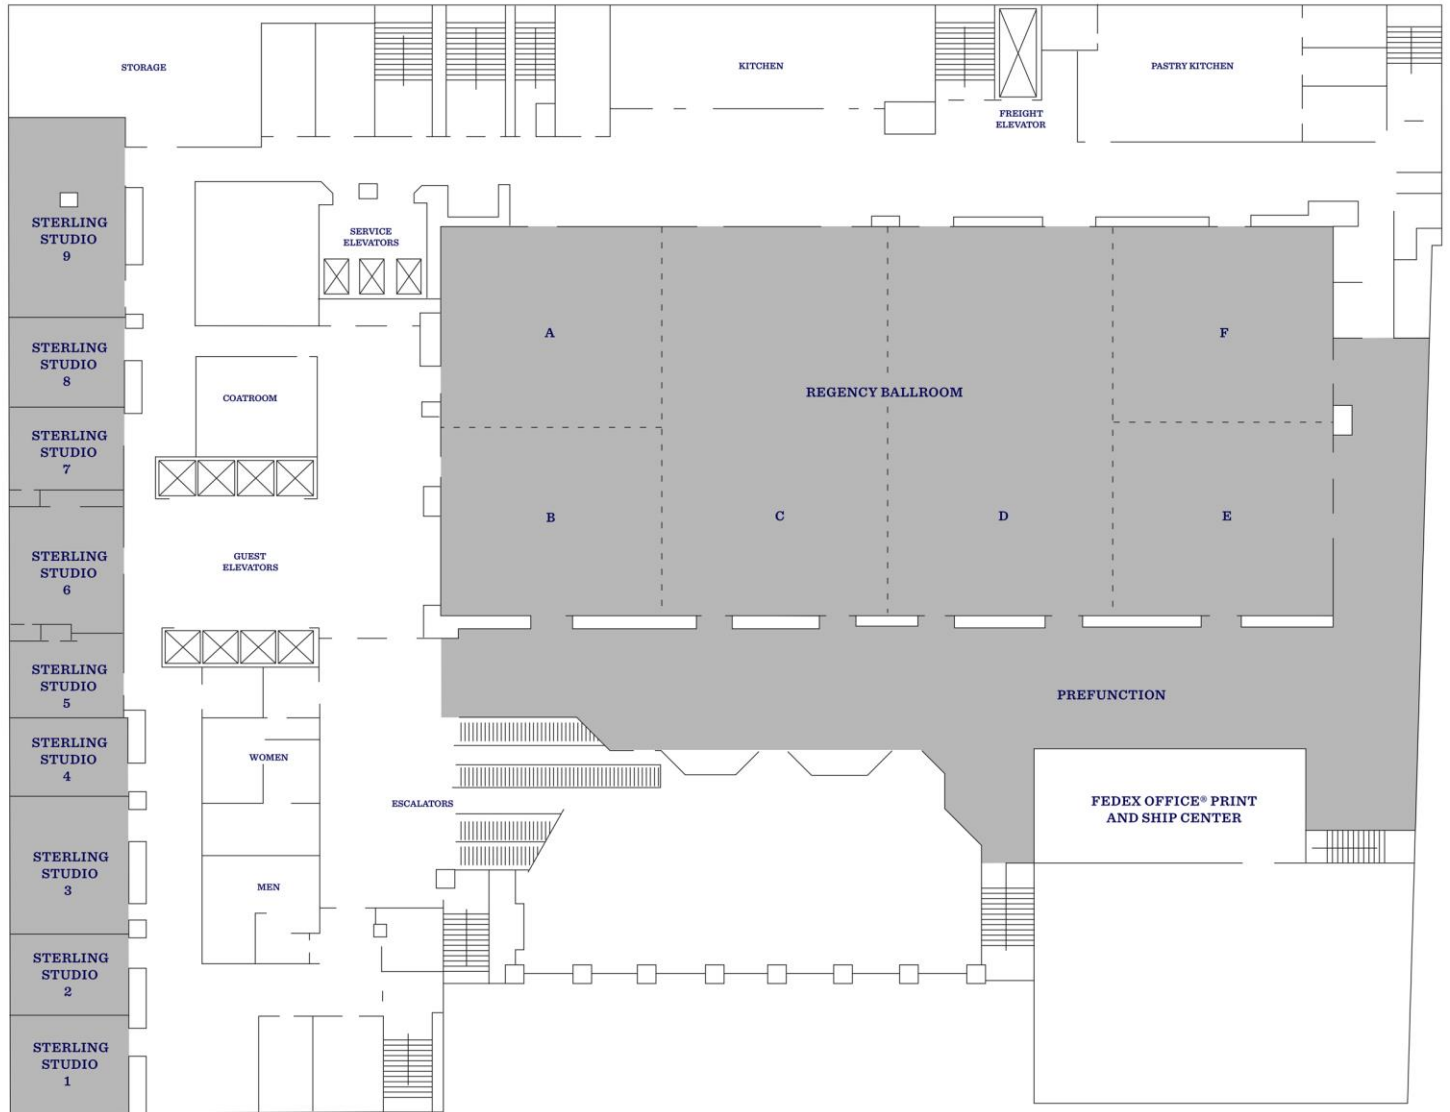 STORAGE
KITCHEN
PASTRY KITCHEN
FREIGHT
ELEVATOR
STERLING
STUDIO
9
SERVICE
ELEVATORS
STERLING
STUDIO
8
COATROOM
A
F
REGENCY BALLROOM
STERLING
STUDIO
7
B
C
D
E
STERLING
STUDIO
6
GUEST
ELEVATORS
STERLING
STUDIO
5
PREFUNCTION
STERLING
STUDIO
4
WOMEN
ESCALATORS
FEDEX OFFICE® PRINT
AND SHIP CENTER
STERLING
STUDIO
3
MEN
STERLING
STUDIO
2
STERLING
STUDIO
1